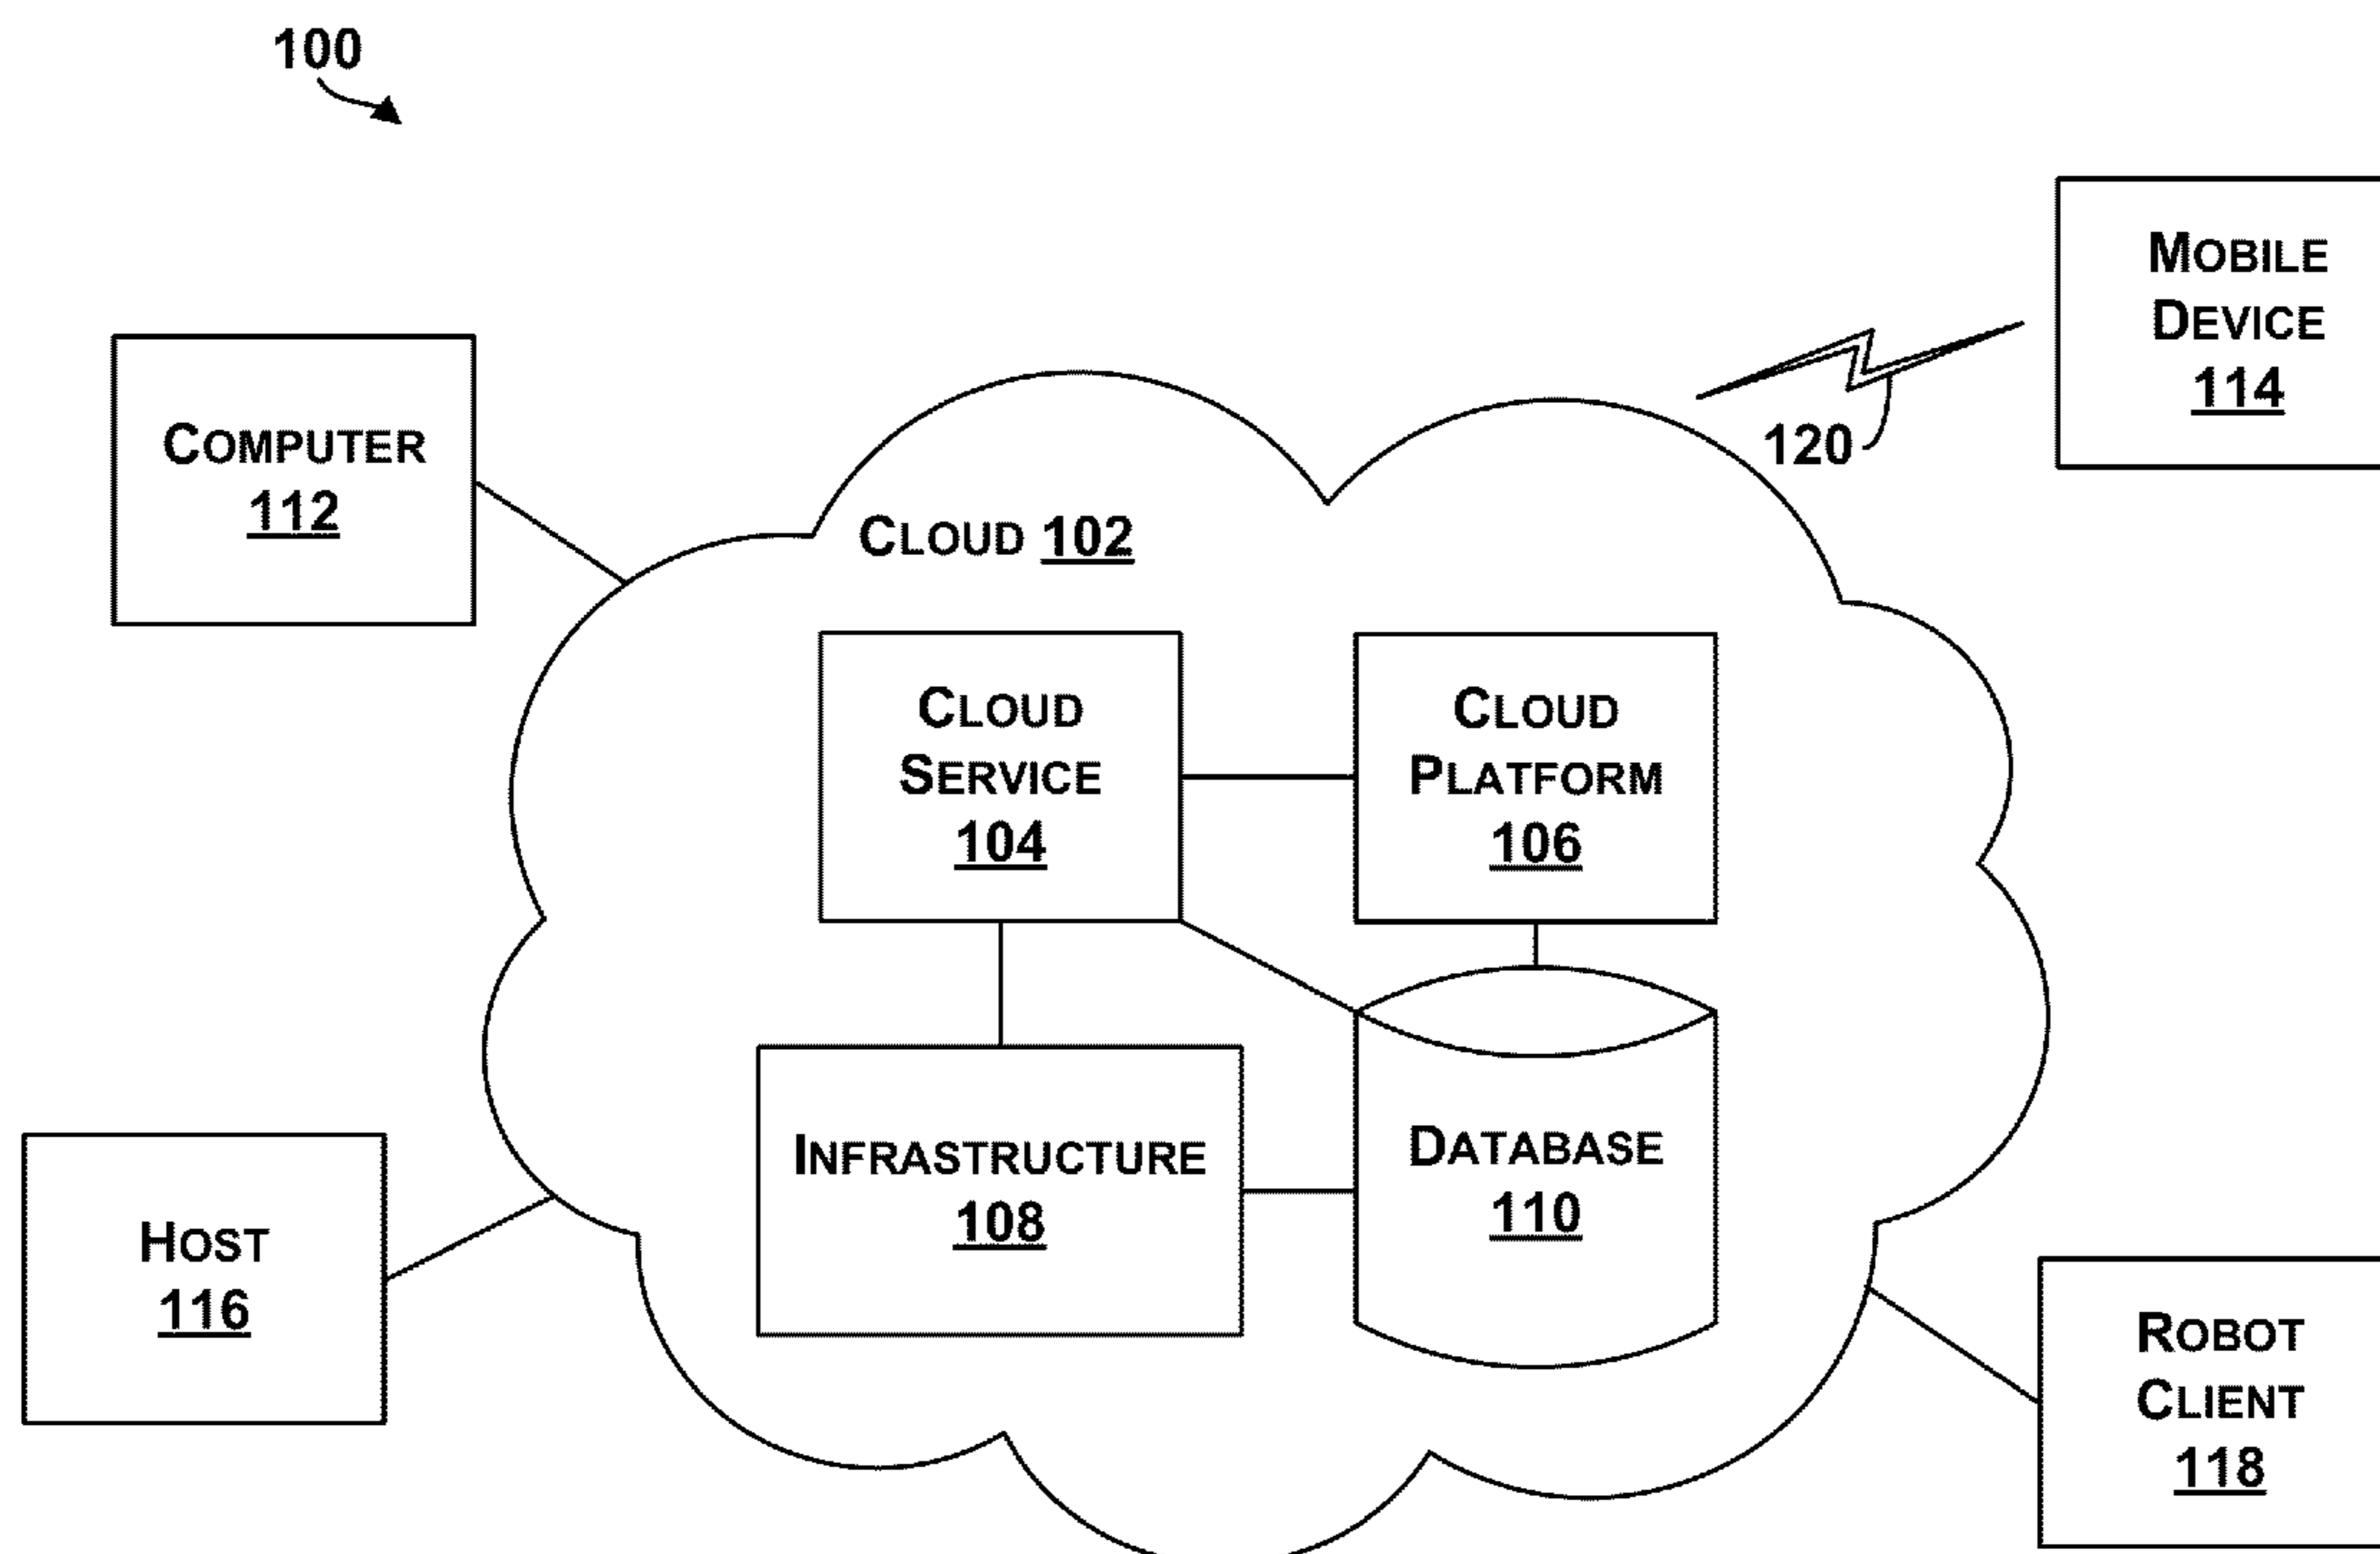 100
MOBILE
DEVICE
114
120
COMPUTER
112
CLOUD 102
CLOUD
SERVICE
104
CLOUD
PLATFORM
106
INFRASTRUCTURE
108
DATABASE
110
HOST
116
ROBOT
CLIENT
118